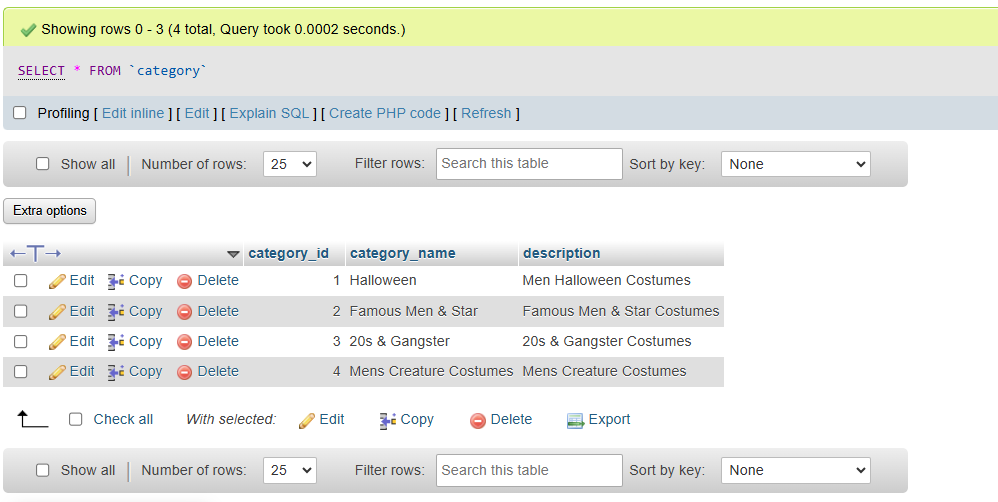 Showing rows 0 - 3 (4 total, Query took 0.0002 seconds.)
SELECT * FROM `category`
Profiling [ Edit inline ] [ Edit ] [ Explain SQL ] [ Create PHP code ] [ Refresh ]
Show all | Number of rows: 25 Filter rows: Search this table Sort by key: None
Extra options
←T→ category_id category_name description
Edit Copy Delete 1 Halloween Men Halloween Costumes
Edit Copy Delete 2 Famous Men & Star Famous Men & Star Costumes
Edit Copy Delete 3 20s & Gangster 20s & Gangster Costumes
Edit Copy Delete 4 Mens Creature Costumes Mens Creature Costumes
Check all With selected: Edit Copy Delete Export
Show all | Number of rows: 25 Filter rows: Search this table Sort by key: None